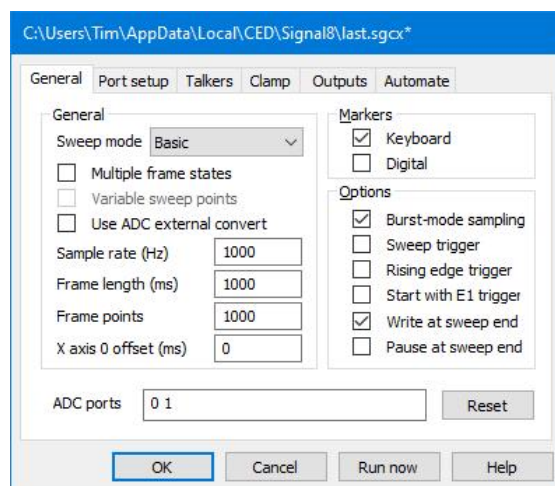 C:\Users\Tim\AppData\Local\CED\Signal8\last.sgcx*
General Port setup Talkers Clamp Outputs Automate
General
Sweep mode Basic
Multiple frame states
Variable sweep points
Use ADC external convert
Sample rate (Hz) 1000
Frame length (ms) 1000
Frame points 1000
X axis 0 offset (ms) 0
Markers
Keyboard
Digital
Options
Burst-mode sampling
Sweep trigger
Rising edge trigger
Start with E1 trigger
Write at sweep end
Pause at sweep end
ADC ports 0 1 Reset
OK Cancel Run now Help